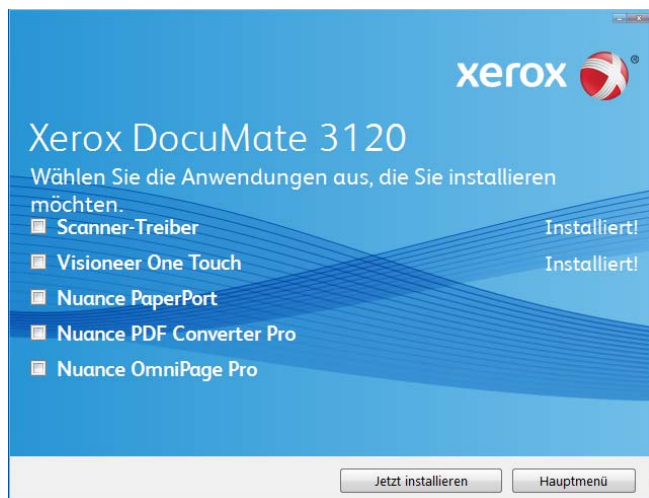 xerox ®
Xerox DocuMate 3120
Wählen Sie die Anwendungen aus, die Sie installieren
möchten.
Scanner-Treiber Installiert!
Visioneer One Touch Installiert!
Nuance PaperPort
Nuance PDF Converter Pro
Nuance OmniPage Pro
Jetzt installieren Hauptmenü